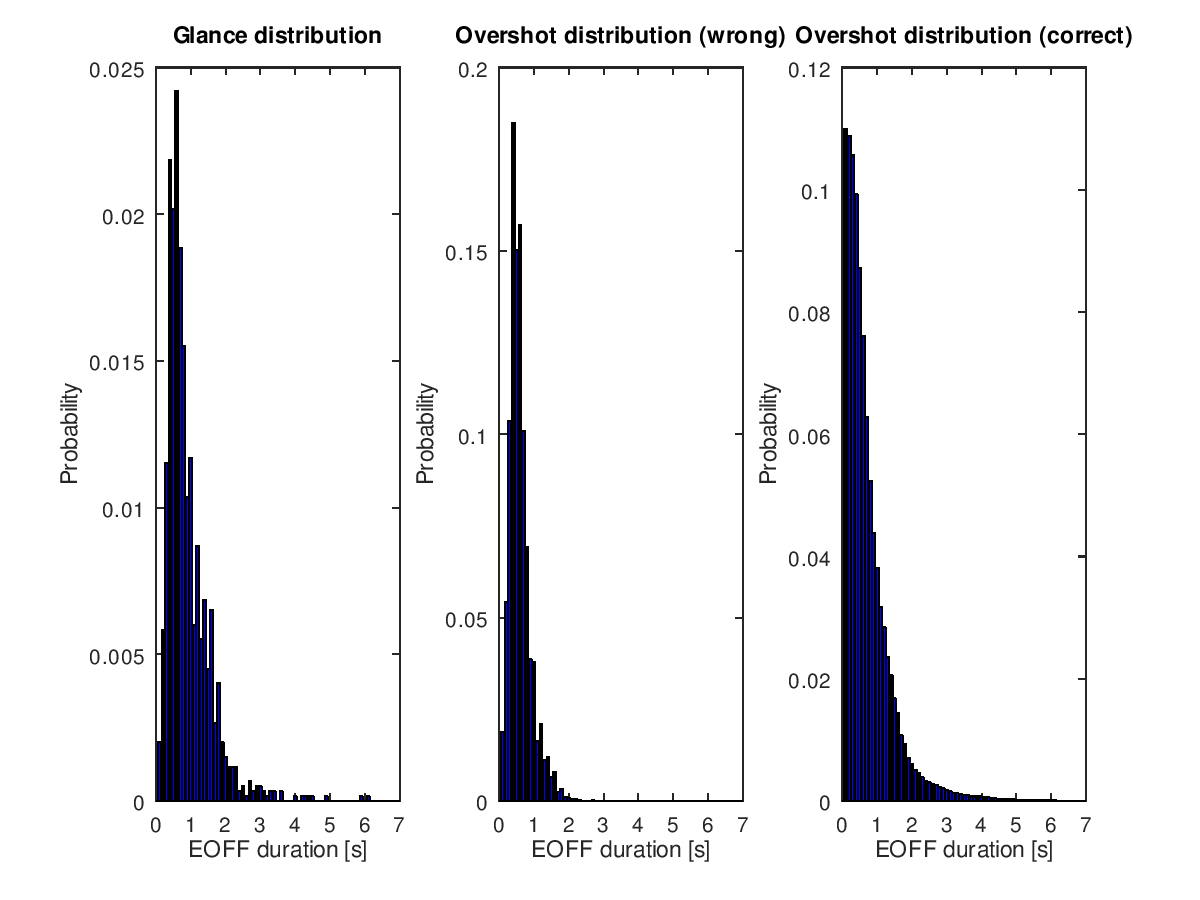 Glance distribution
0.025
0.02
0.015
0.01
0.005
0
0 1 2 3 4 5 6 7
Probability
EOFF duration [s]
Overshot distribution (wrong)
0.2
0.15
0.1
0.05
0
0 1 2 3 4 5 6 7
Probability
EOFF duration [s]
Overshot distribution (correct)
0.12
0.1
0.08
0.06
0.04
0.02
0
0 1 2 3 4 5 6 7
Probability
EOFF duration [s]